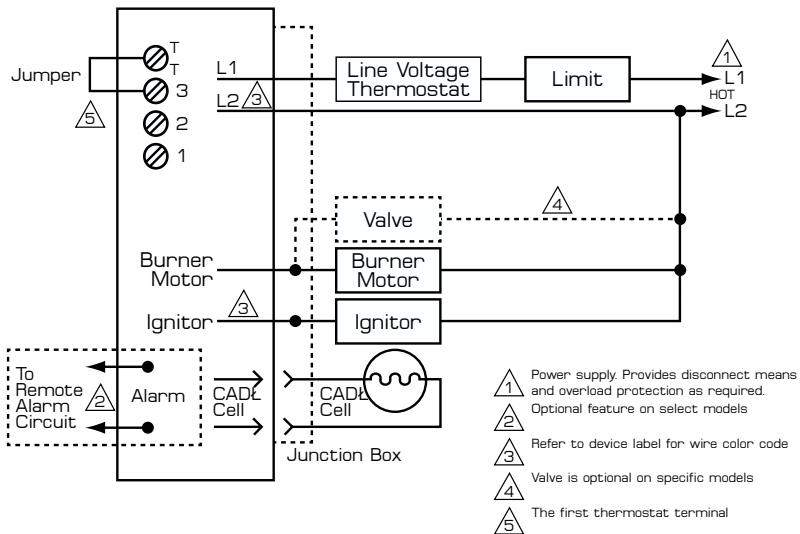 T
T
3
2
1
Jumper
5
L1
L2
3
Line Voltage
Thermostat
Limit
1
L1
HOT
L2
Valve
4
Burner
Motor
Burner
Motor
3
Ignitor
Ignitor
To
Remote
Alarm
Circuit
2
Alarm
CADŁ
Cell
CADŁ
Cell
Junction Box
1 Power supply. Provides disconnect means
and overload protection as required.
2 Optional feature on select models
3 Refer to device label for wire color code
4 Valve is optional on specific models
5 The first thermostat terminal